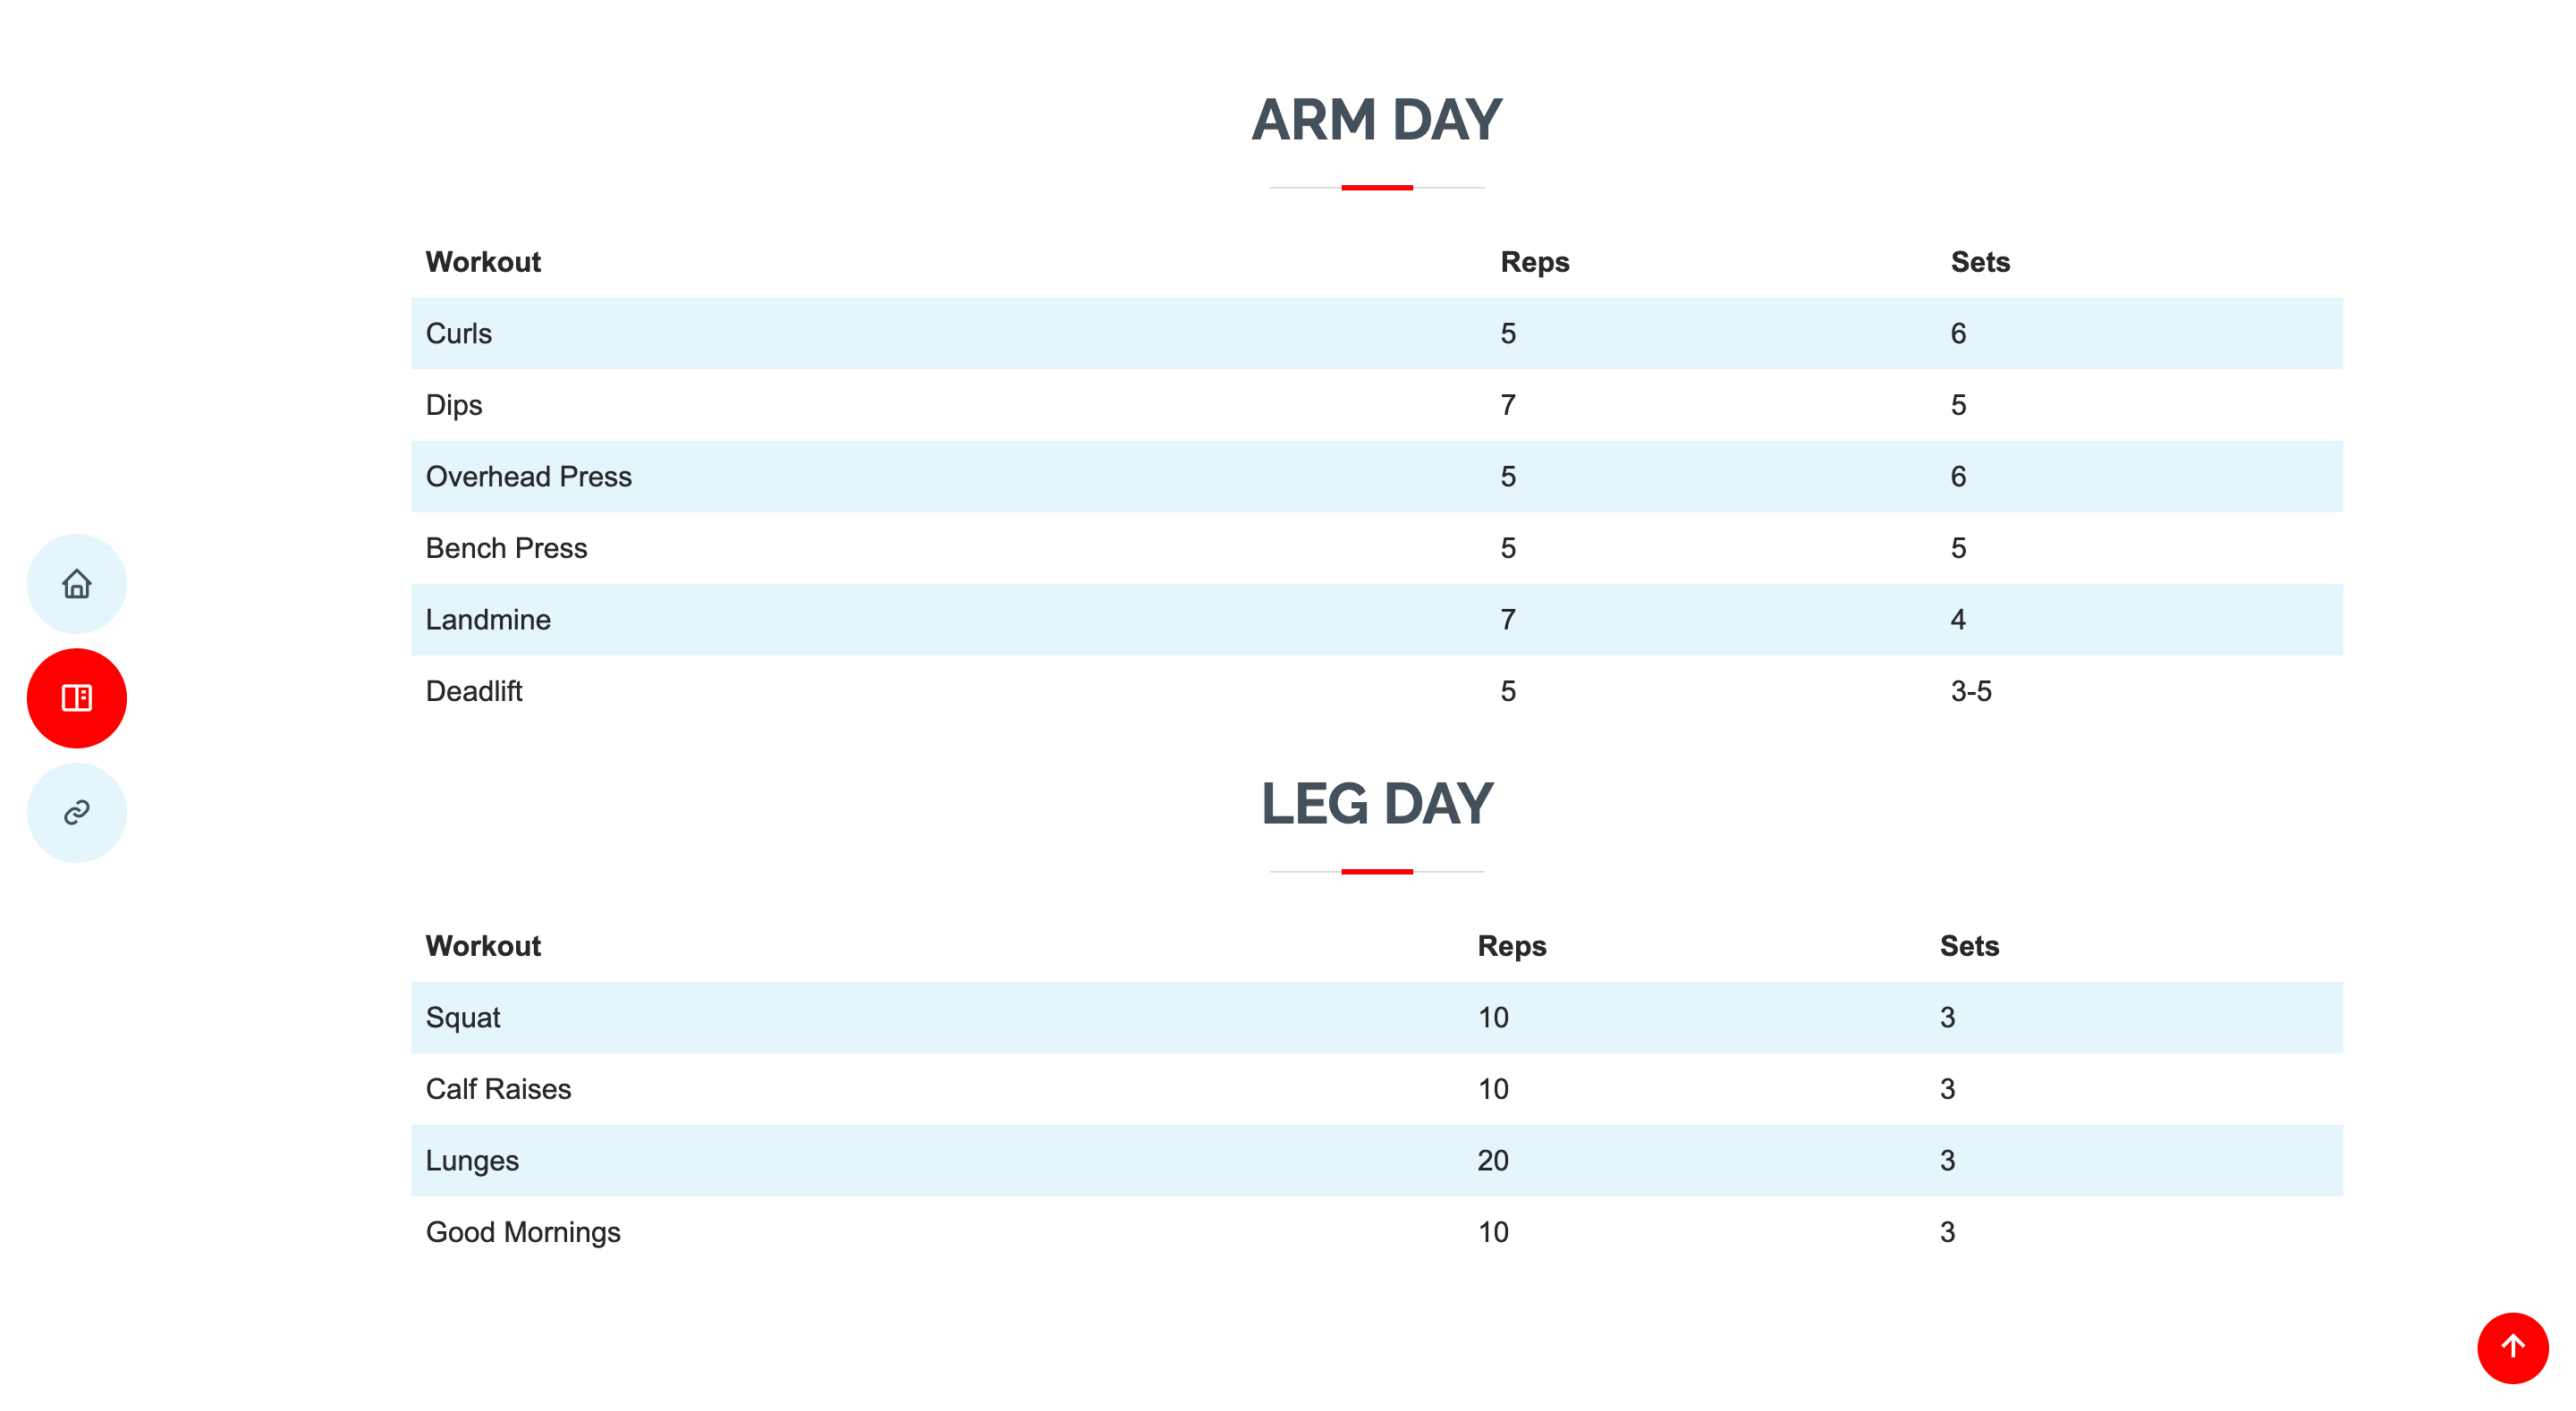 ARM DAY
Workout Reps Sets
Curls 5 6
Dips 7 5
Overhead Press 5 6
Bench Press 5 5
Landmine 7 4
Deadlift 5 3-5
LEG DAY
Workout Reps Sets
Squat 10 3
Calf Raises 10 3
Lunges 20 3
Good Mornings 10 3